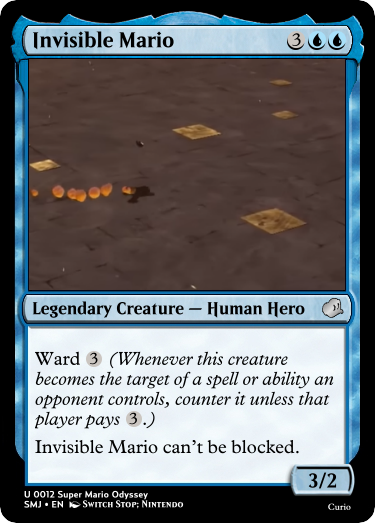 Invisible Mario 3
Legendary Creature — Human Hero
Ward 3 (Whenever this creature
becomes the target of a spell or ability an
opponent controls, counter it unless that
player pays 3.)
Invisible Mario can't be blocked.
3/2
U 0012 Super Mario Odyssey
SMJ • EN Switch Stop; Nintendo
Curio